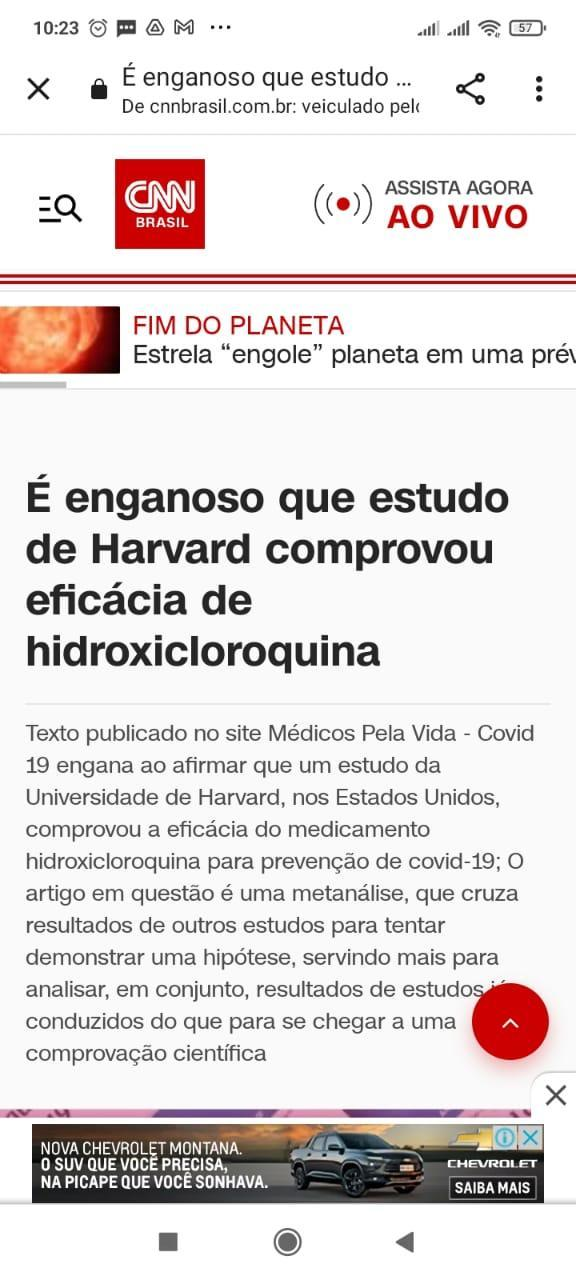 10:23
57
É enganoso que estudo ...
De cnnbrasil.com.br: veiculado pelo
CNN
BRASIL
ASSISTA AGORA
AO VIVO
FIM DO PLANETA
Estrela “engole” planeta em uma prév
É enganoso que estudo
de Harvard comprovou
eficácia de
hidroxicloroquina
Texto publicado no site Médicos Pela Vida - Covid
19 engana ao afirmar que um estudo da
Universidade de Harvard, nos Estados Unidos,
comprovou a eficácia do medicamento
hidroxicloroquina para prevenção de covid-19; O
artigo em questão é uma metanálise, que cruza
resultados de outros estudos para tentar
demonstrar uma hipótese, servindo mais para
analisar, em conjunto, resultados de estudos já
conduzidos do que para se chegar a uma
comprovação científica
NOVA CHEVROLET MONTANA.
O SUV QUE VOCÊ PRECISA,
NA PICAPE QUE VOCÊ SONHAVA.
CHEVROLET
SAIBA MAIS